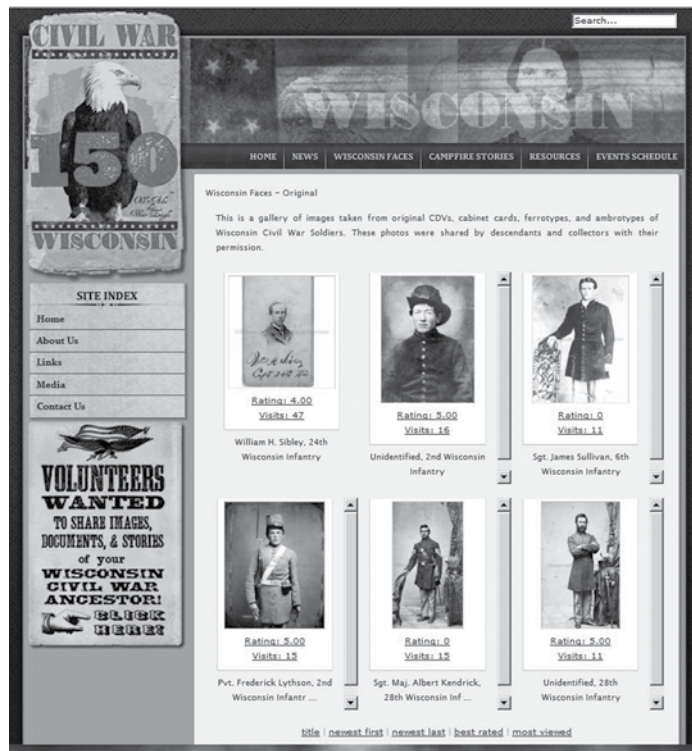 Search...
CIVIL WAR
150
WISCONSIN
WISCONSIN
HOME NEWS WISCONSIN FACES CAMPFIRE STORIES RESOURCES EVENTS SCHEDULE
SITE INDEX
Home
About Us
Links
Media
Contact Us
VOLUNTEERS
WANTED
TO SHARE IMAGES,
DOCUMENTS, & STORIES
of your
WISCONSIN
CIVIL WAR
ANCESTOR!
CLICK
HERE!
Wisconsin Faces - Original
This is a gallery of images taken from original CDVs, cabinet cards, ferrotypes, and ambrotypes of
Wisconsin Civil War Soldiers. These photos were shared by descendants and collectors with their
permission.
Rating: 4.00
Visits: 47
William H. Sibley, 24th
Wisconsin Infantry
Rating: 5.00
Visits: 16
Unidentified, 2nd Wisconsin
Infantry
Rating: 0
Visits: 11
Sgt. James Sullivan, 6th
Wisconsin Infantry
Rating: 5.00
Visits: 15
Pvt. Frederick Lythson, 2nd
Wisconsin Infantr ...
Rating: 0
Visits: 15
Sgt. Maj. Albert Kendrick,
28th Wisconsin Inf ...
Rating: 5.00
Visits: 11
Unidentified, 28th
Wisconsin Infantry
title | newest first | newest last | best rated | most viewed